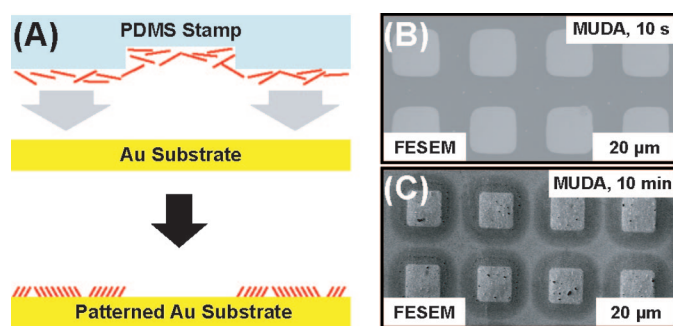 (A)
PDMS Stamp
Au Substrate
Patterned Au Substrate
(B)
MUDA, 10 s
FESEM
20 µm
(C)
MUDA, 10 min
FESEM
20 µm